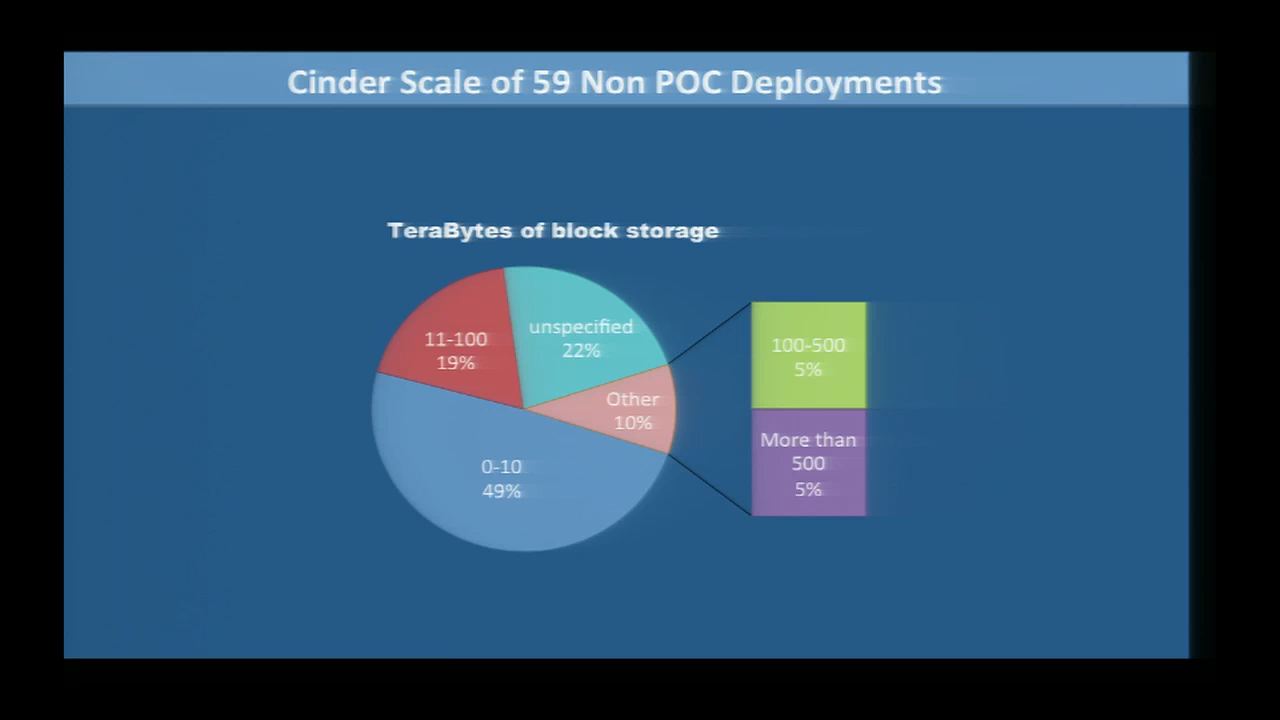 Cinder Scale of 59 Non POC Deployments
TeraBytes of block storage
11-100
19%
unspecified
22%
Other
10%
0-10
49%
100-500
5%
More than
500
5%